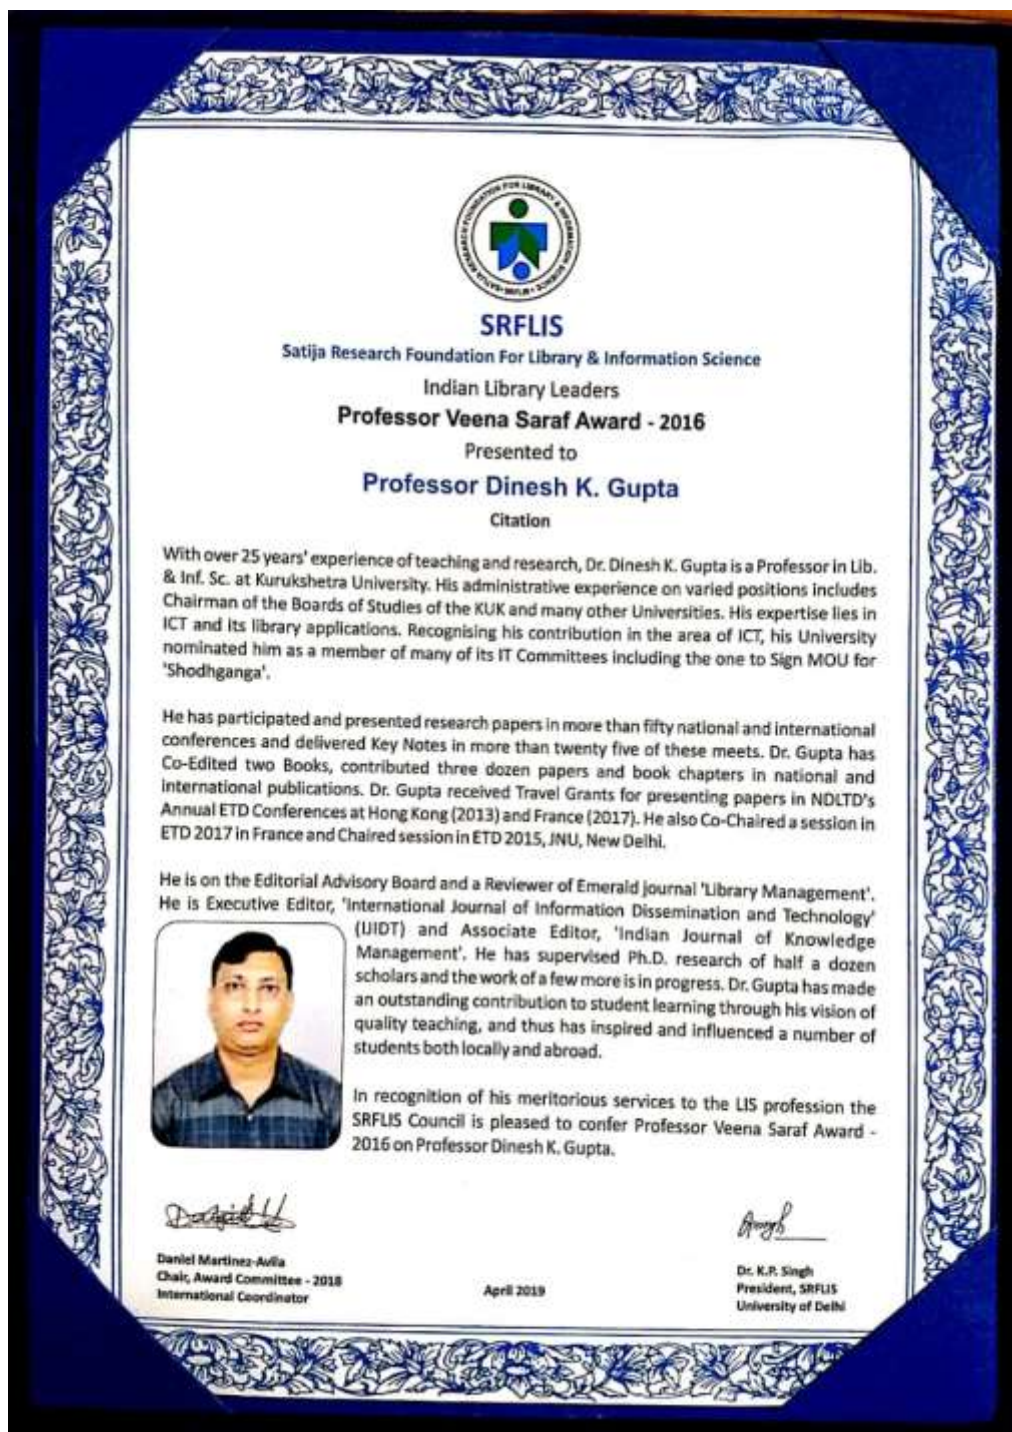 SATIJA RESEARCH FOUNDATION FOR LIBRARY & INFORMATION SCIENCE
SRFLIS
Satija Research Foundation For Library & Information Science
Indian Library Leaders
Professor Veena Saraf Award - 2016
Presented to
Professor Dinesh K. Gupta
Citation
With over 25 years' experience of teaching and research, Dr. Dinesh K. Gupta is a Professor in Lib.
& Inf. Sc. at Kurukshetra University. His administrative experience on varied positions includes
Chairman of the Boards of Studies of the KUK and many other Universities. His expertise lies in
ICT and its library applications. Recognising his contribution in the area of ICT, his University
nominated him as a member of many of its IT Committees including the one to Sign MOU for
'Shodhganga'.
He has participated and presented research papers in more than fifty national and international
conferences and delivered Key Notes in more than twenty five of these meets. Dr. Gupta has
Co-Edited two Books, contributed three dozen papers and book chapters in national and
international publications. Dr. Gupta received Travel Grants for presenting papers in NDLTD's
Annual ETD Conferences at Hong Kong (2013) and France (2017). He also Co-Chaired a session in
ETD 2017 in France and Chaired session in ETD 2015, JNU, New Delhi.
He is on the Editorial Advisory Board and a Reviewer of Emerald journal 'Library Management'.
He is Executive Editor, 'International Journal of Information Dissemination and Technology'
(IJIDT) and Associate Editor, 'Indian Journal of Knowledge
Management'. He has supervised Ph.D. research of half a dozen
scholars and the work of a few more is in progress. Dr. Gupta has made
an outstanding contribution to student learning through his vision of
quality teaching, and thus has inspired and influenced a number of
students both locally and abroad.
In recognition of his meritorious services to the LIS profession the
SRFLIS Council is pleased to confer Professor Veena Saraf Award -
2016 on Professor Dinesh K. Gupta.
Daniel Martinez-Avila
Chair, Award Committee - 2018
International Coordinator
April 2019
Dr. K.P. Singh
President, SRFLIS
University of Delhi